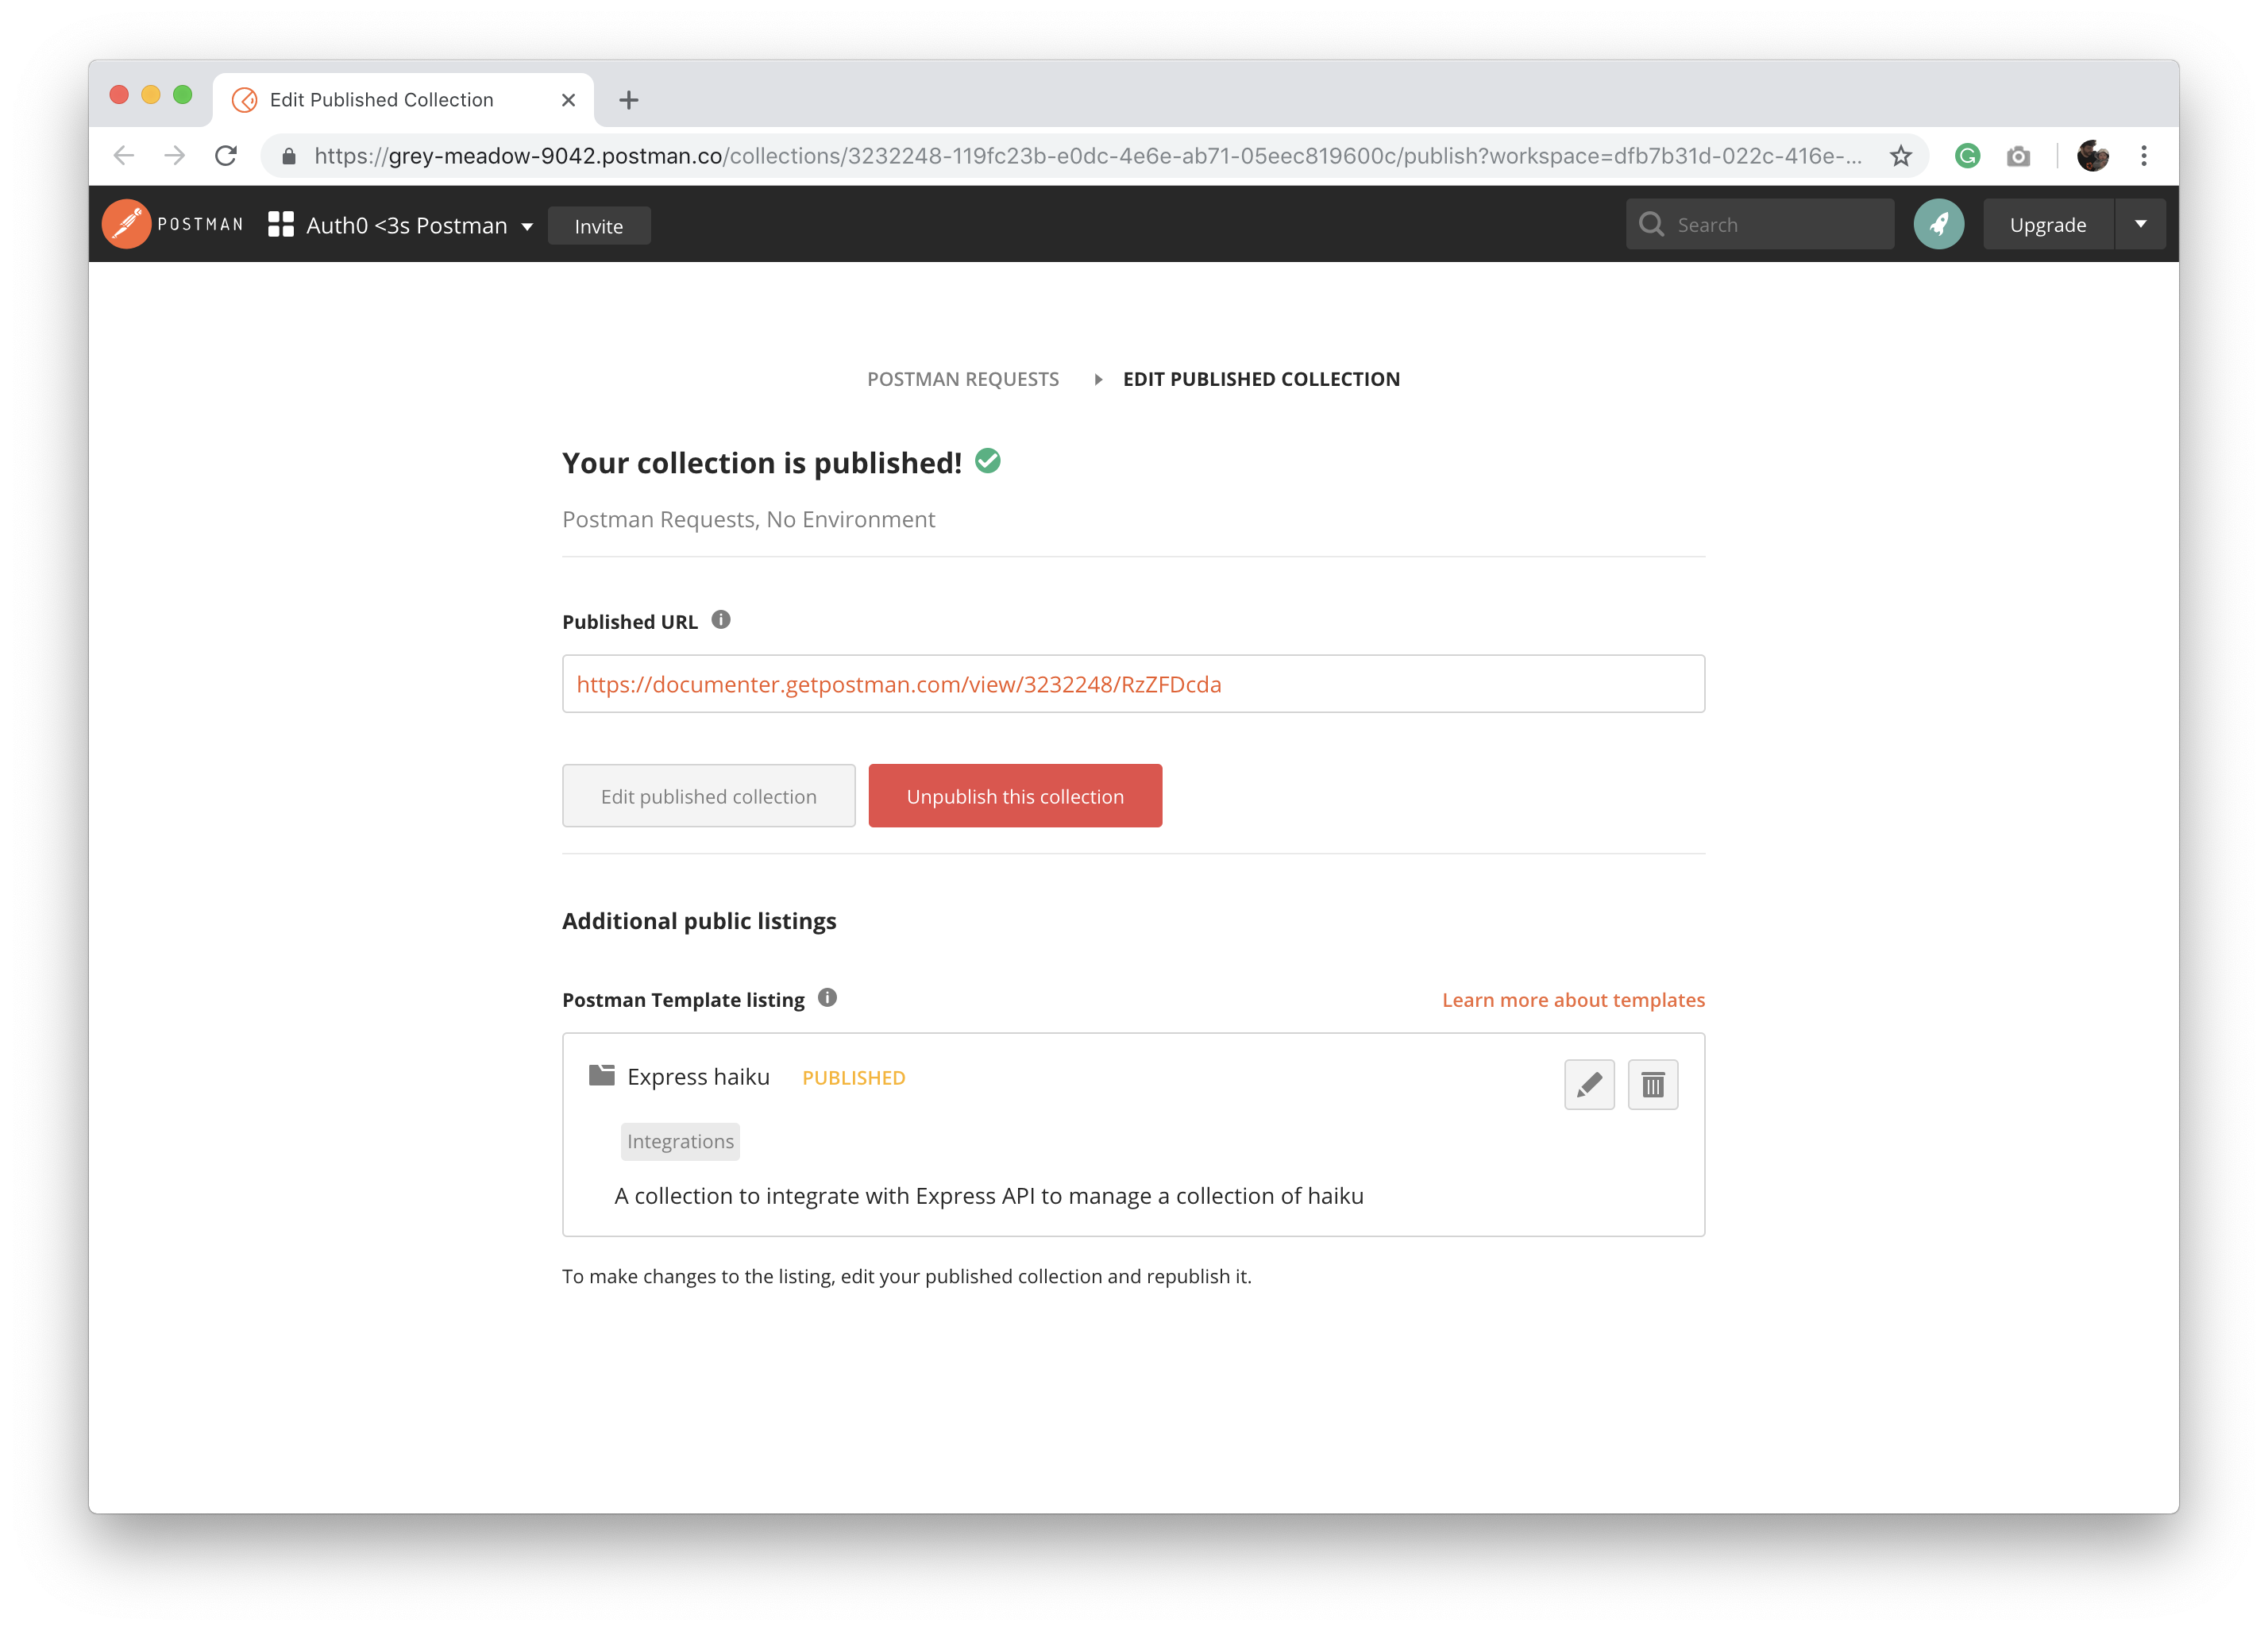 Edit Published Collection
https://grey-meadow-9042.postman.co/collections/3232248-119fc23b-e0dc-4e6e-ab71-05eec819600c/publish?workspace=dfb7b31d-022c-416e-...
POSTMAN
Auth0 <3s Postman
Invite
Search
Upgrade
POSTMAN REQUESTS
EDIT PUBLISHED COLLECTION
Your collection is published!
Postman Requests, No Environment
Published URL
https://documenter.getpostman.com/view/3232248/RzZFDcda
Edit published collection
Unpublish this collection
Additional public listings
Postman Template listing
Learn more about templates
Express haiku
PUBLISHED
Integrations
A collection to integrate with Express API to manage a collection of haiku
To make changes to the listing, edit your published collection and republish it.